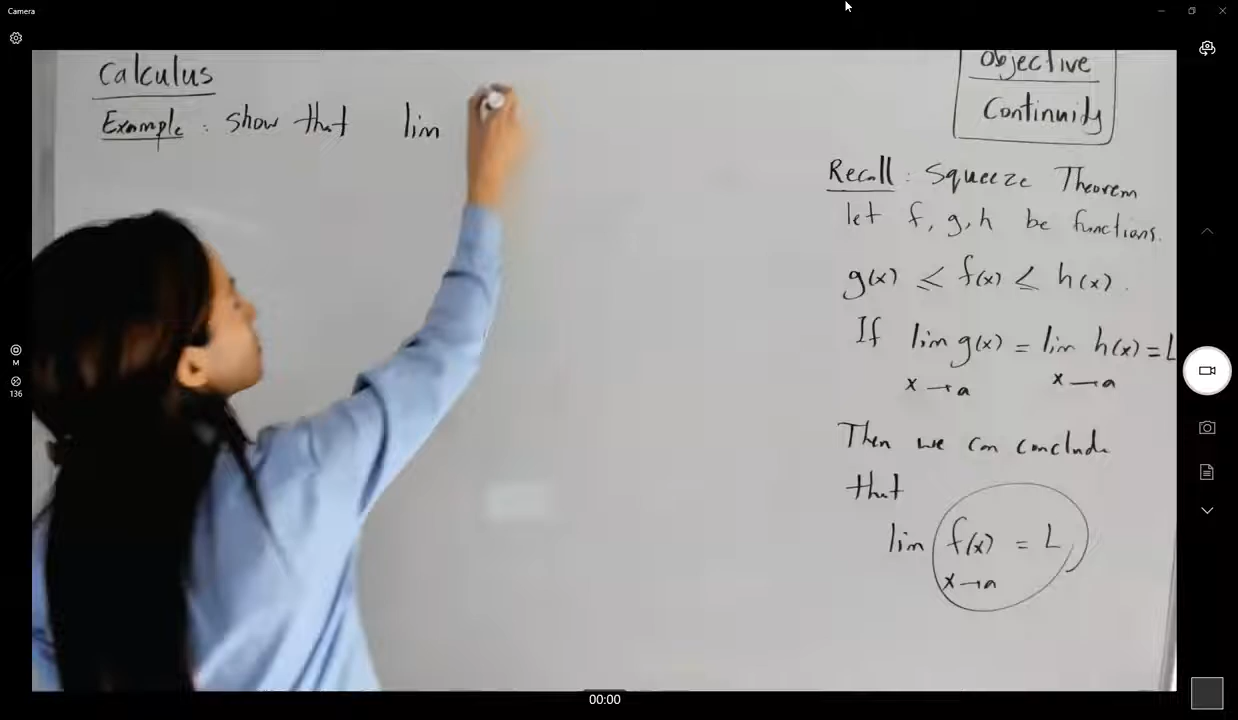 Camera
Calculus
Example : show that lim
Objective
Continuity
Recall : Squeeze Theorem
let f, g, h be functions.
g(x) ≤ f(x) ≤ h(x).
If lim g(x) = lim h(x) = L
x→a x→a
Then we can conclude
that
lim f(x) = L
x→a
M
136
00:00